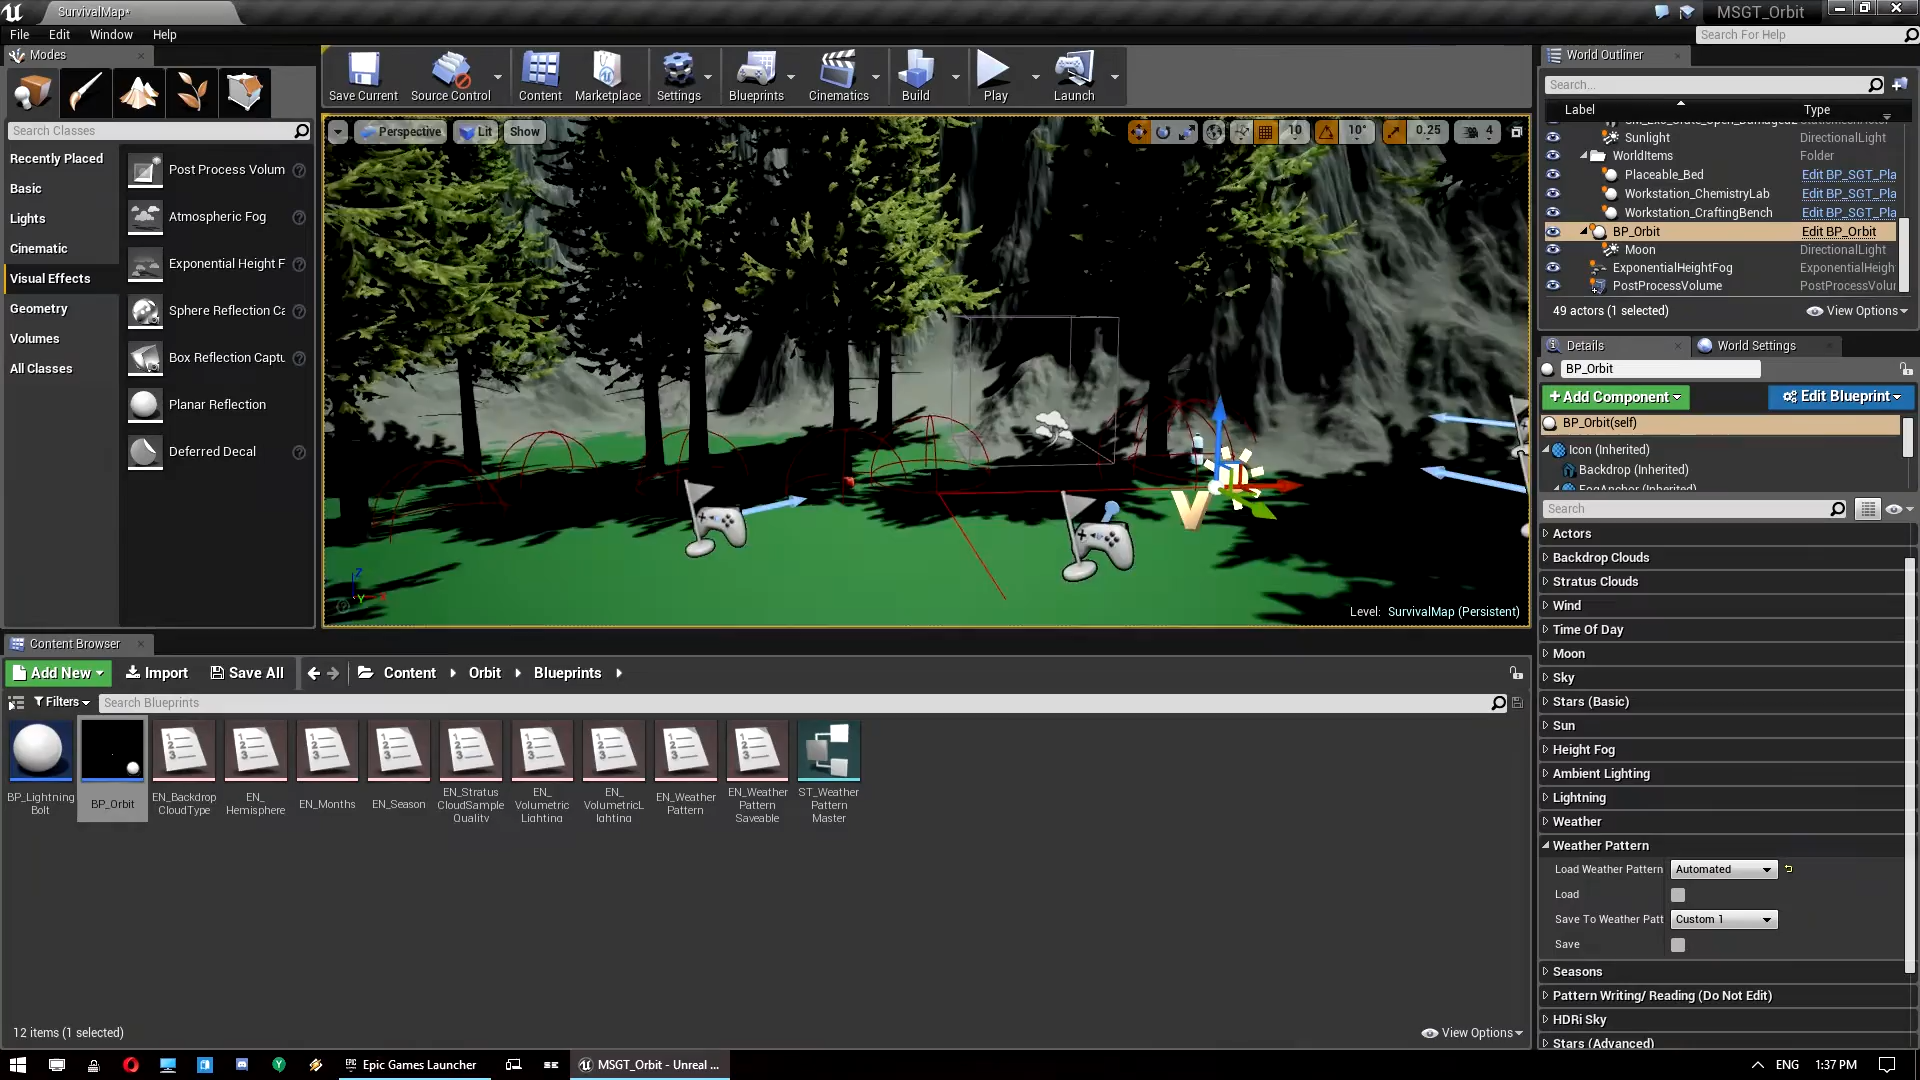 SurvivalMap*
MSGT_Orbit
File Edit Window Help
Search For Help
Modes
Search Classes
Recently Placed
Basic
Lights
Cinematic
Visual Effects
Geometry
Volumes
All Classes
Post Process Volum
Atmospheric Fog
Exponential Height F
Sphere Reflection Ca
Box Reflection Captu
Planar Reflection
Deferred Decal
Save Current
Source Control
Content
Marketplace
Settings
Blueprints
Cinematics
Build
Play
Launch
Perspective
Lit
Show
10
10°
0.25
4
Level: SurvivalMap (Persistent)
World Outliner
Search...
Label Type
Sunlight DirectionalLight
WorldItems Folder
Placeable_Bed Edit BP_SGT_Pla
Workstation_ChemistryLab Edit BP_SGT_Pla
Workstation_CraftingBench Edit BP_SGT_Pla
BP_Orbit Edit BP_Orbit
Moon DirectionalLight
ExponentialHeightFog ExponentialHeigh
PostProcessVolume PostProcessVolu
49 actors (1 selected)
View Options
Details
World Settings
BP_Orbit
+Add Component
Edit Blueprint
BP_Orbit(self)
Icon (Inherited)
Backdrop (Inherited)
FogAnchor (Inherited)
Search
Actors
Backdrop Clouds
Stratus Clouds
Wind
Time Of Day
Moon
Sky
Stars (Basic)
Sun
Height Fog
Ambient Lighting
Lightning
Weather
Weather Pattern
Load Weather Pattern Automated
Load
Save To Weather Patt Custom 1
Save
Seasons
Pattern Writing/ Reading (Do Not Edit)
HDRi Sky
Stars (Advanced)
Content Browser
Add New
Import
Save All
Content
Orbit
Blueprints
Filters
Search Blueprints
BP_Lightning
Bolt
BP_Orbit
EN_Backdrop
CloudType
EN_
Hemisphere
EN_Months
EN_Season
EN_Stratus
CloudSample
Quality
EN_
Volumetric
Lighting
EN_
VolumetricL
ighting
EN_Weather
Pattern
EN_Weather
Pattern
Saveable
ST_Weather
Pattern
Master
12 items (1 selected)
View Options
Epic Games Launcher
MSGT_Orbit - Unreal ...
ENG
1:37 PM